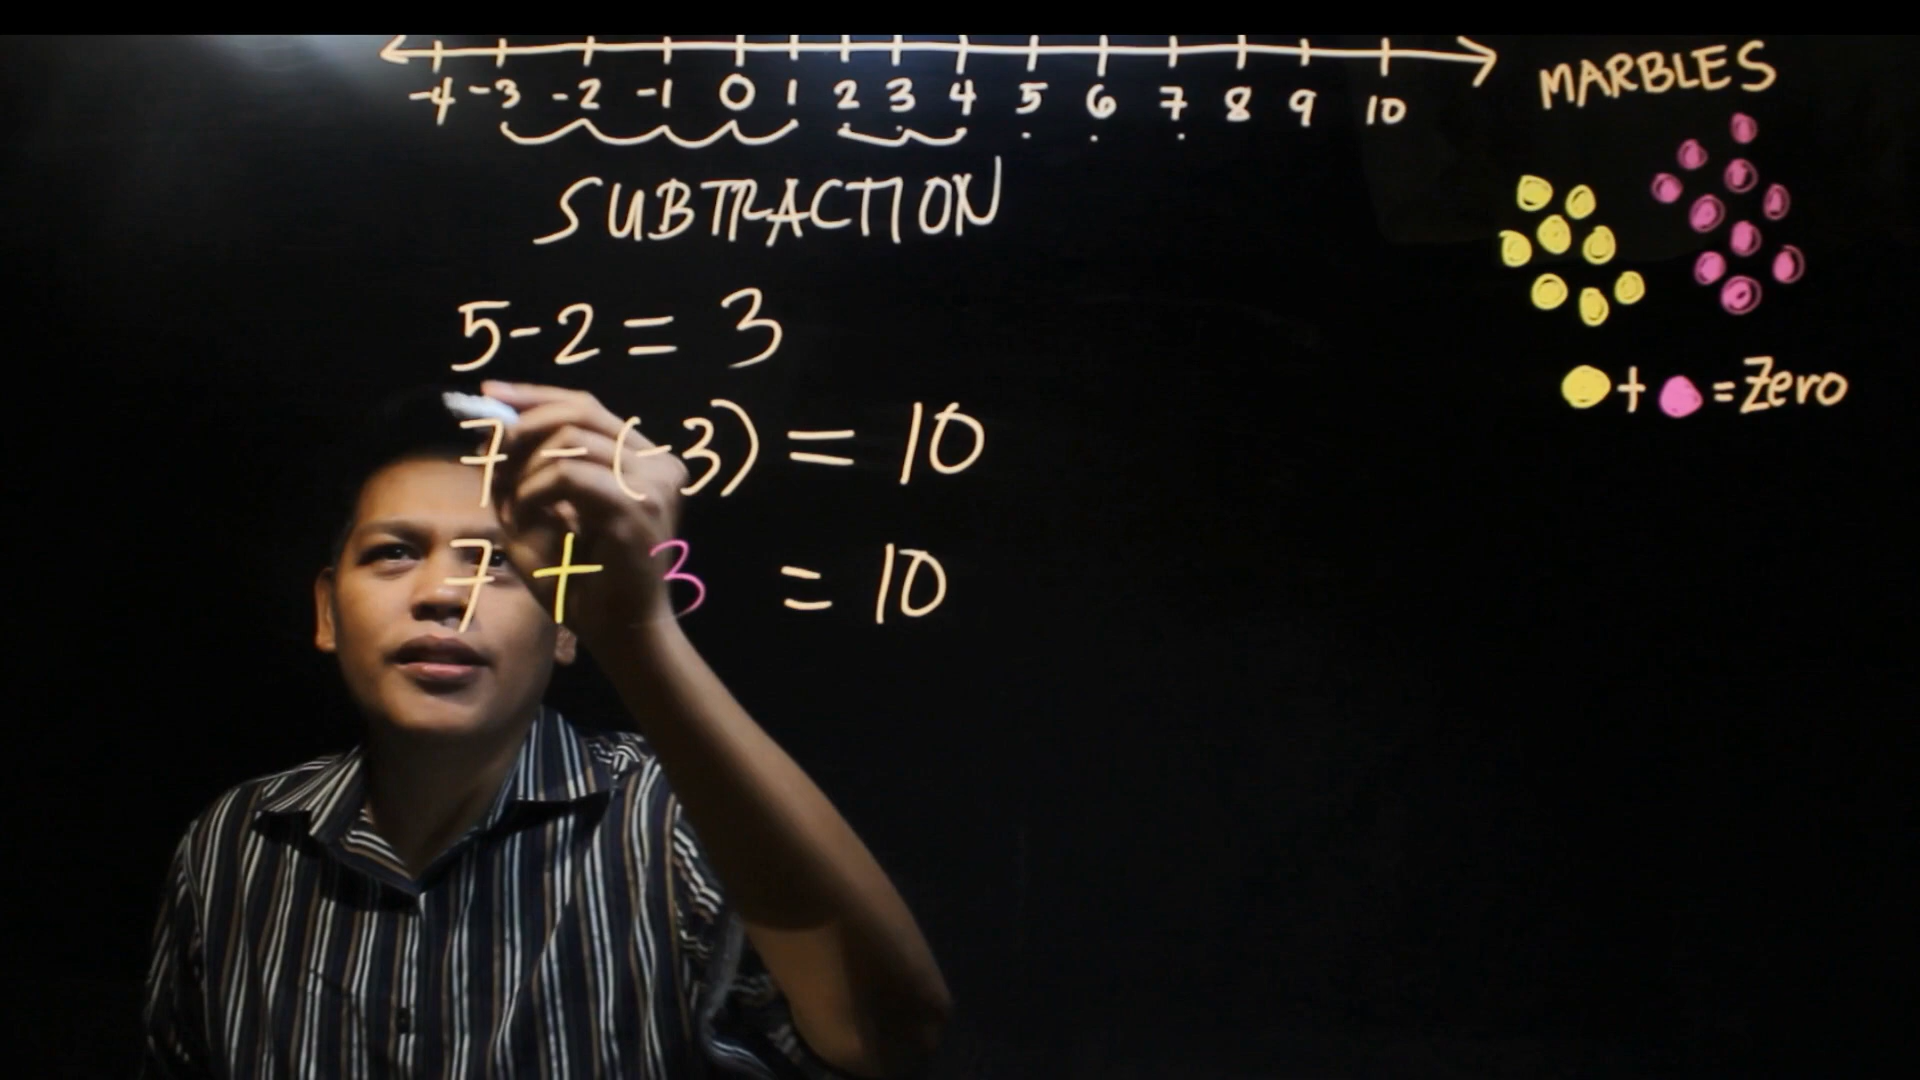 -4 -3 -2 -1 0 1 2 3 4 5 6 7 8 9 10
MARBLES
SUBTRACTION
5-2 = 3
7 - (-3) = 10
7 + 3 = 10
+ = Zero